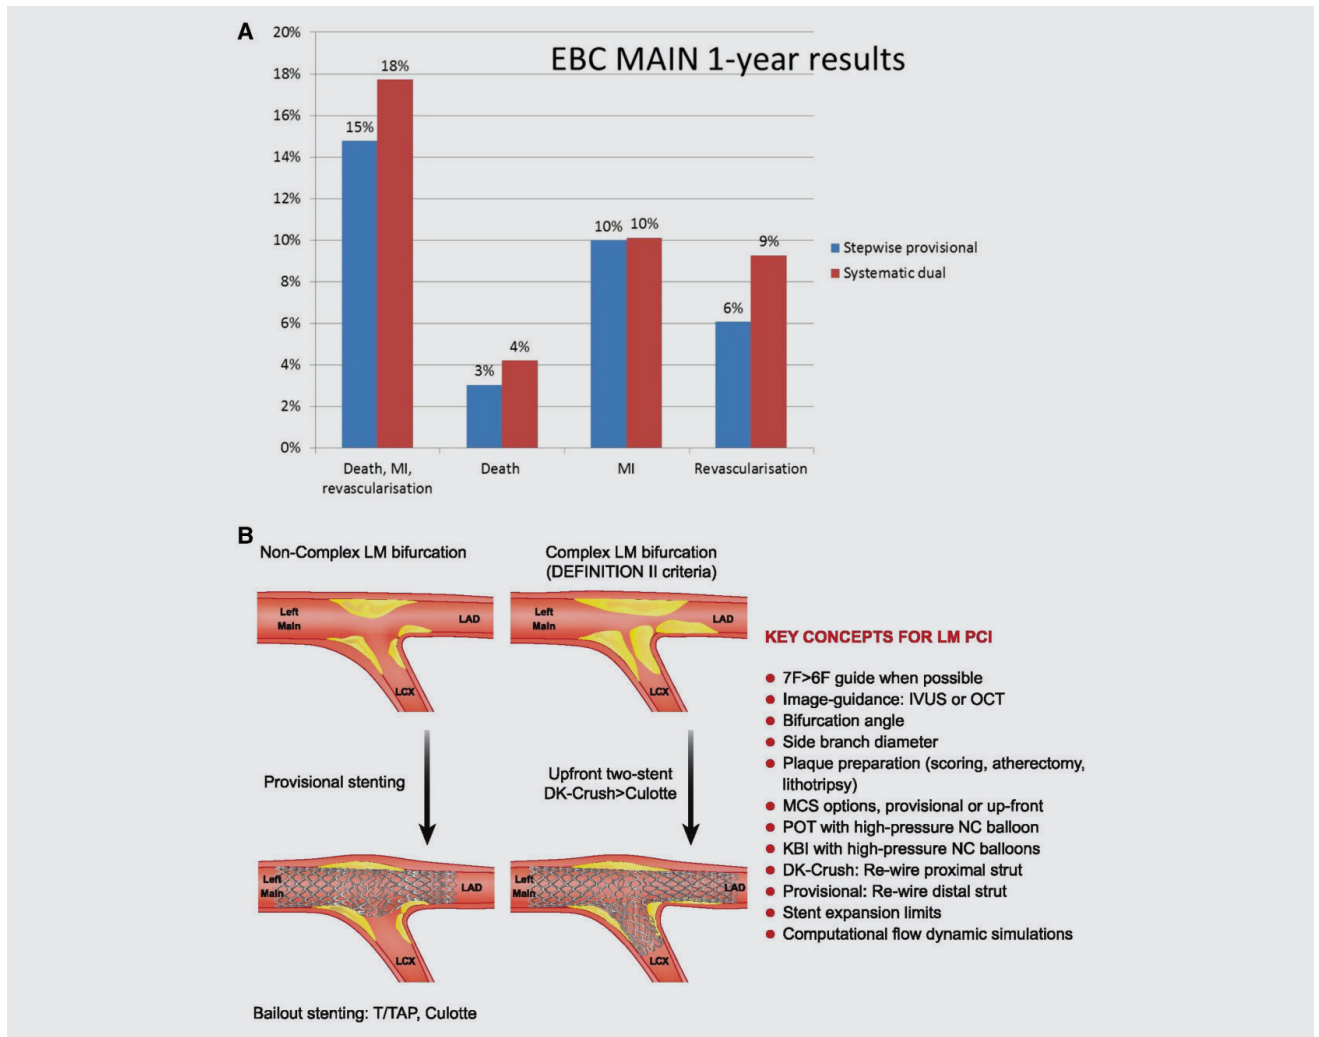 A
EBC MAIN 1-year results
20%
18%
16%
14%
12%
10%
8%
6%
4%
2%
0%
15%
18%
3%
4%
10%
10%
6%
9%
Death, MI,
revascularisation
Death
MI
Revascularisation
Stepwise provisional
Systematic dual
B
Non-Complex LM bifurcation
Left
Main
LAD
LCX
Provisional stenting
Left
Main
LAD
LCX
Bailout stenting: T/TAP, Culotte
Complex LM bifurcation
(DEFINITION II criteria)
Left
Main
LAD
LCX
Upfront two-stent
DK-Crush>Culotte
Left
Main
LAD
LCX
KEY CONCEPTS FOR LM PCI
7F>6F guide when possible
Image-guidance: IVUS or OCT
Bifurcation angle
Side branch diameter
Plaque preparation (scoring, atherectomy,
lithotripsy)
MCS options, provisional or up-front
POT with high-pressure NC balloon
KBI with high-pressure NC balloons
DK-Crush: Re-wire proximal strut
Provisional: Re-wire distal strut
Stent expansion limits
Computational flow dynamic simulations